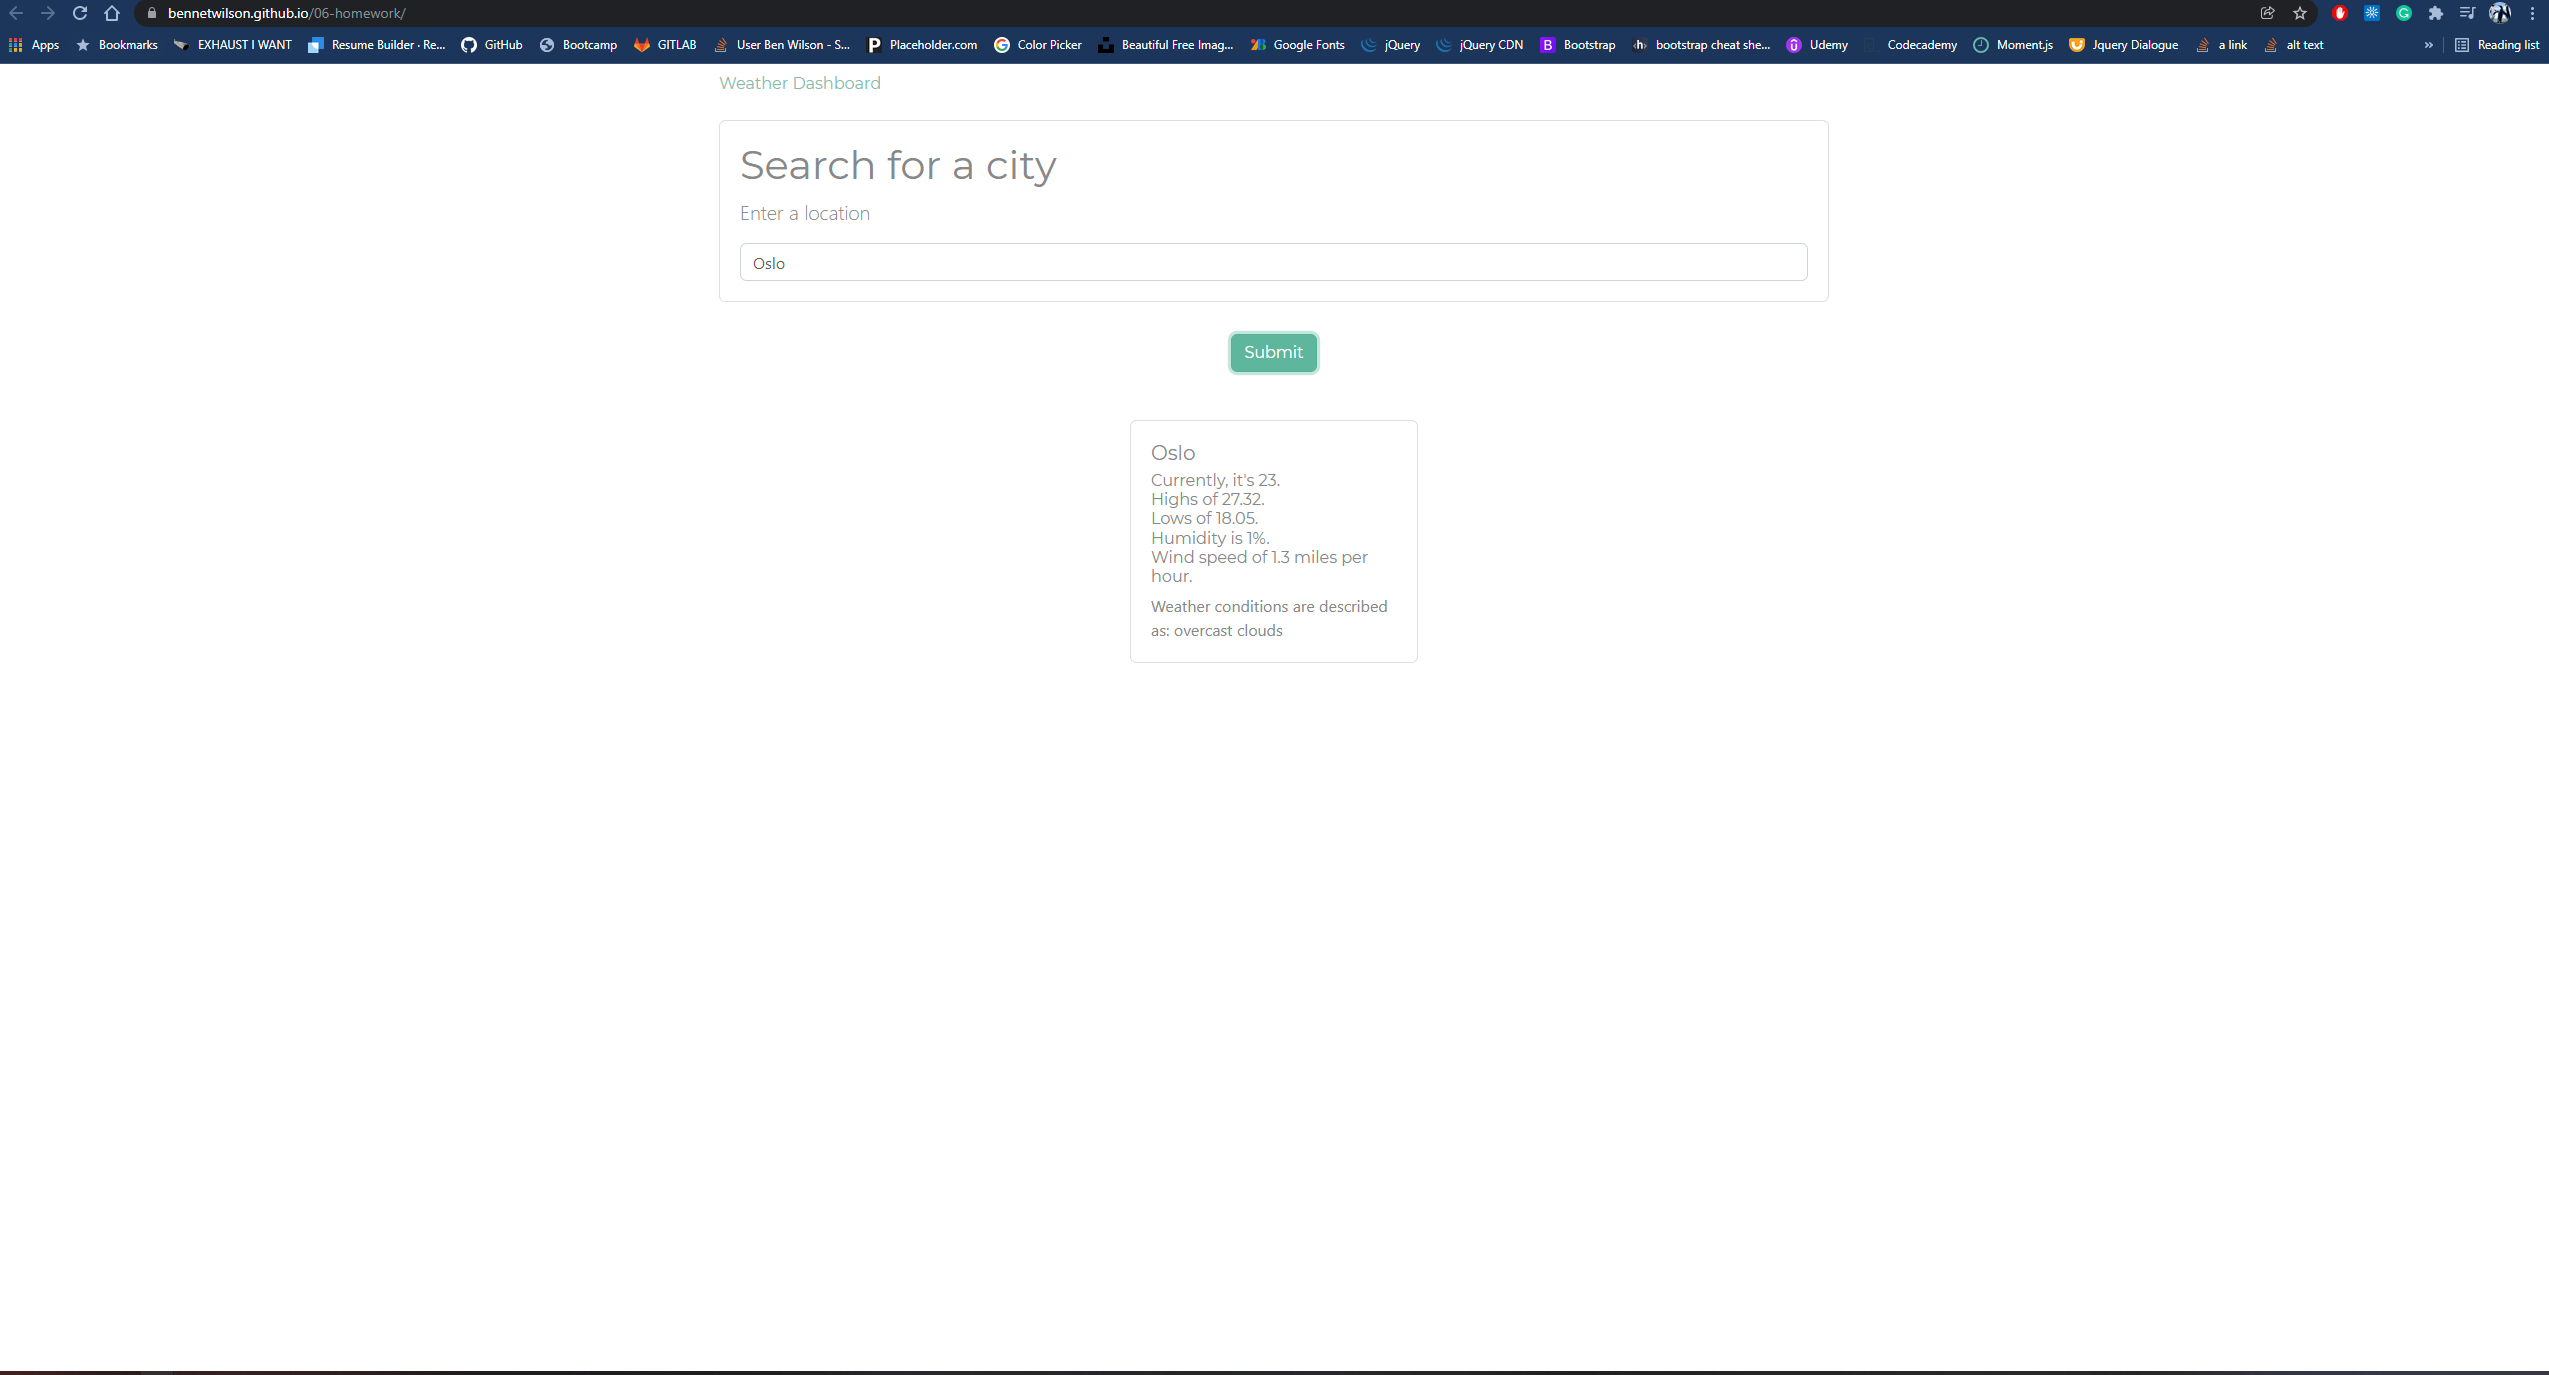 bennetwilson.github.io/06-homework/
Apps Bookmarks EXHAUST I WANT Resume Builder · Re... GitHub Bootcamp GITLAB User Ben Wilson - S... Placeholder.com Color Picker Beautiful Free Imag... Google Fonts jQuery jQuery CDN Bootstrap bootstrap cheat she... Udemy Codecademy Moment.js Jquery Dialogue a link alt text » Reading list
Weather Dashboard
Search for a city
Enter a location
Oslo
Submit
Oslo
Currently, it's 23.
Highs of 27.32.
Lows of 18.05.
Humidity is 1%.
Wind speed of 1.3 miles per
hour.
Weather conditions are described
as: overcast clouds